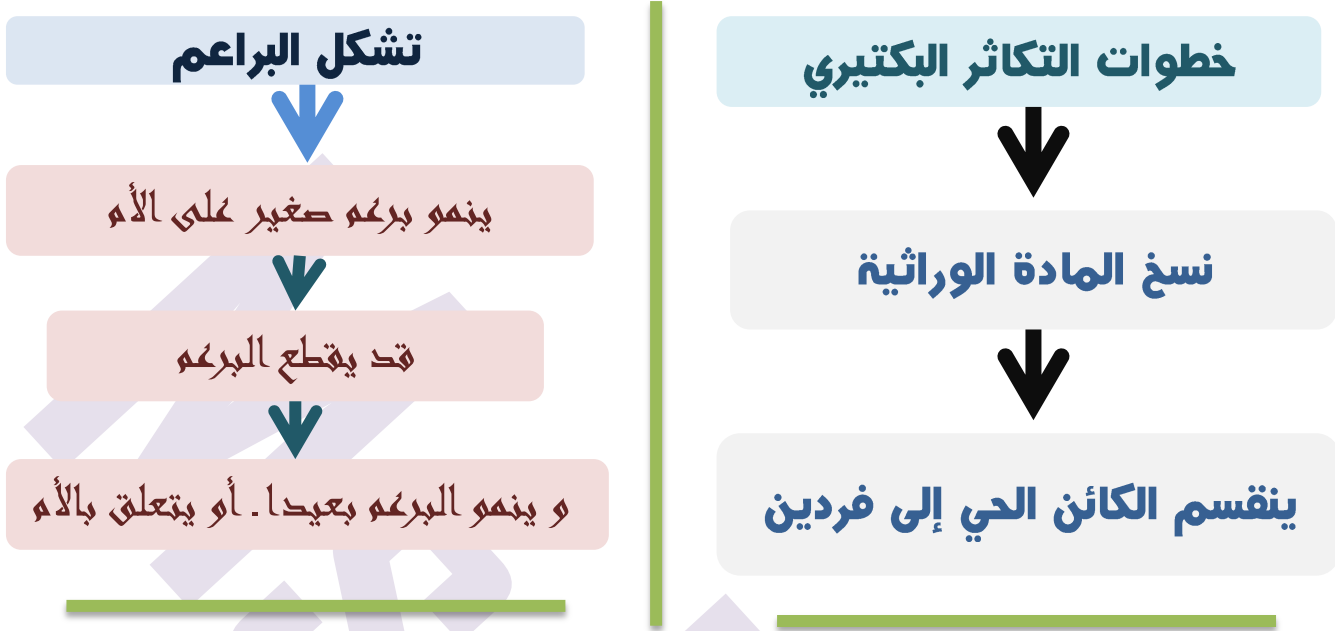 خطوات التكاثر البكتيري
نسخ المادة الوراثية
ينقسم الكائن الحي إلى فردين
تشكل البراعم
ينمو برعم صغير على الأم
قد يقطع البرعم
و ينمو البرعم بعيدا. أو يتعلق بالأم